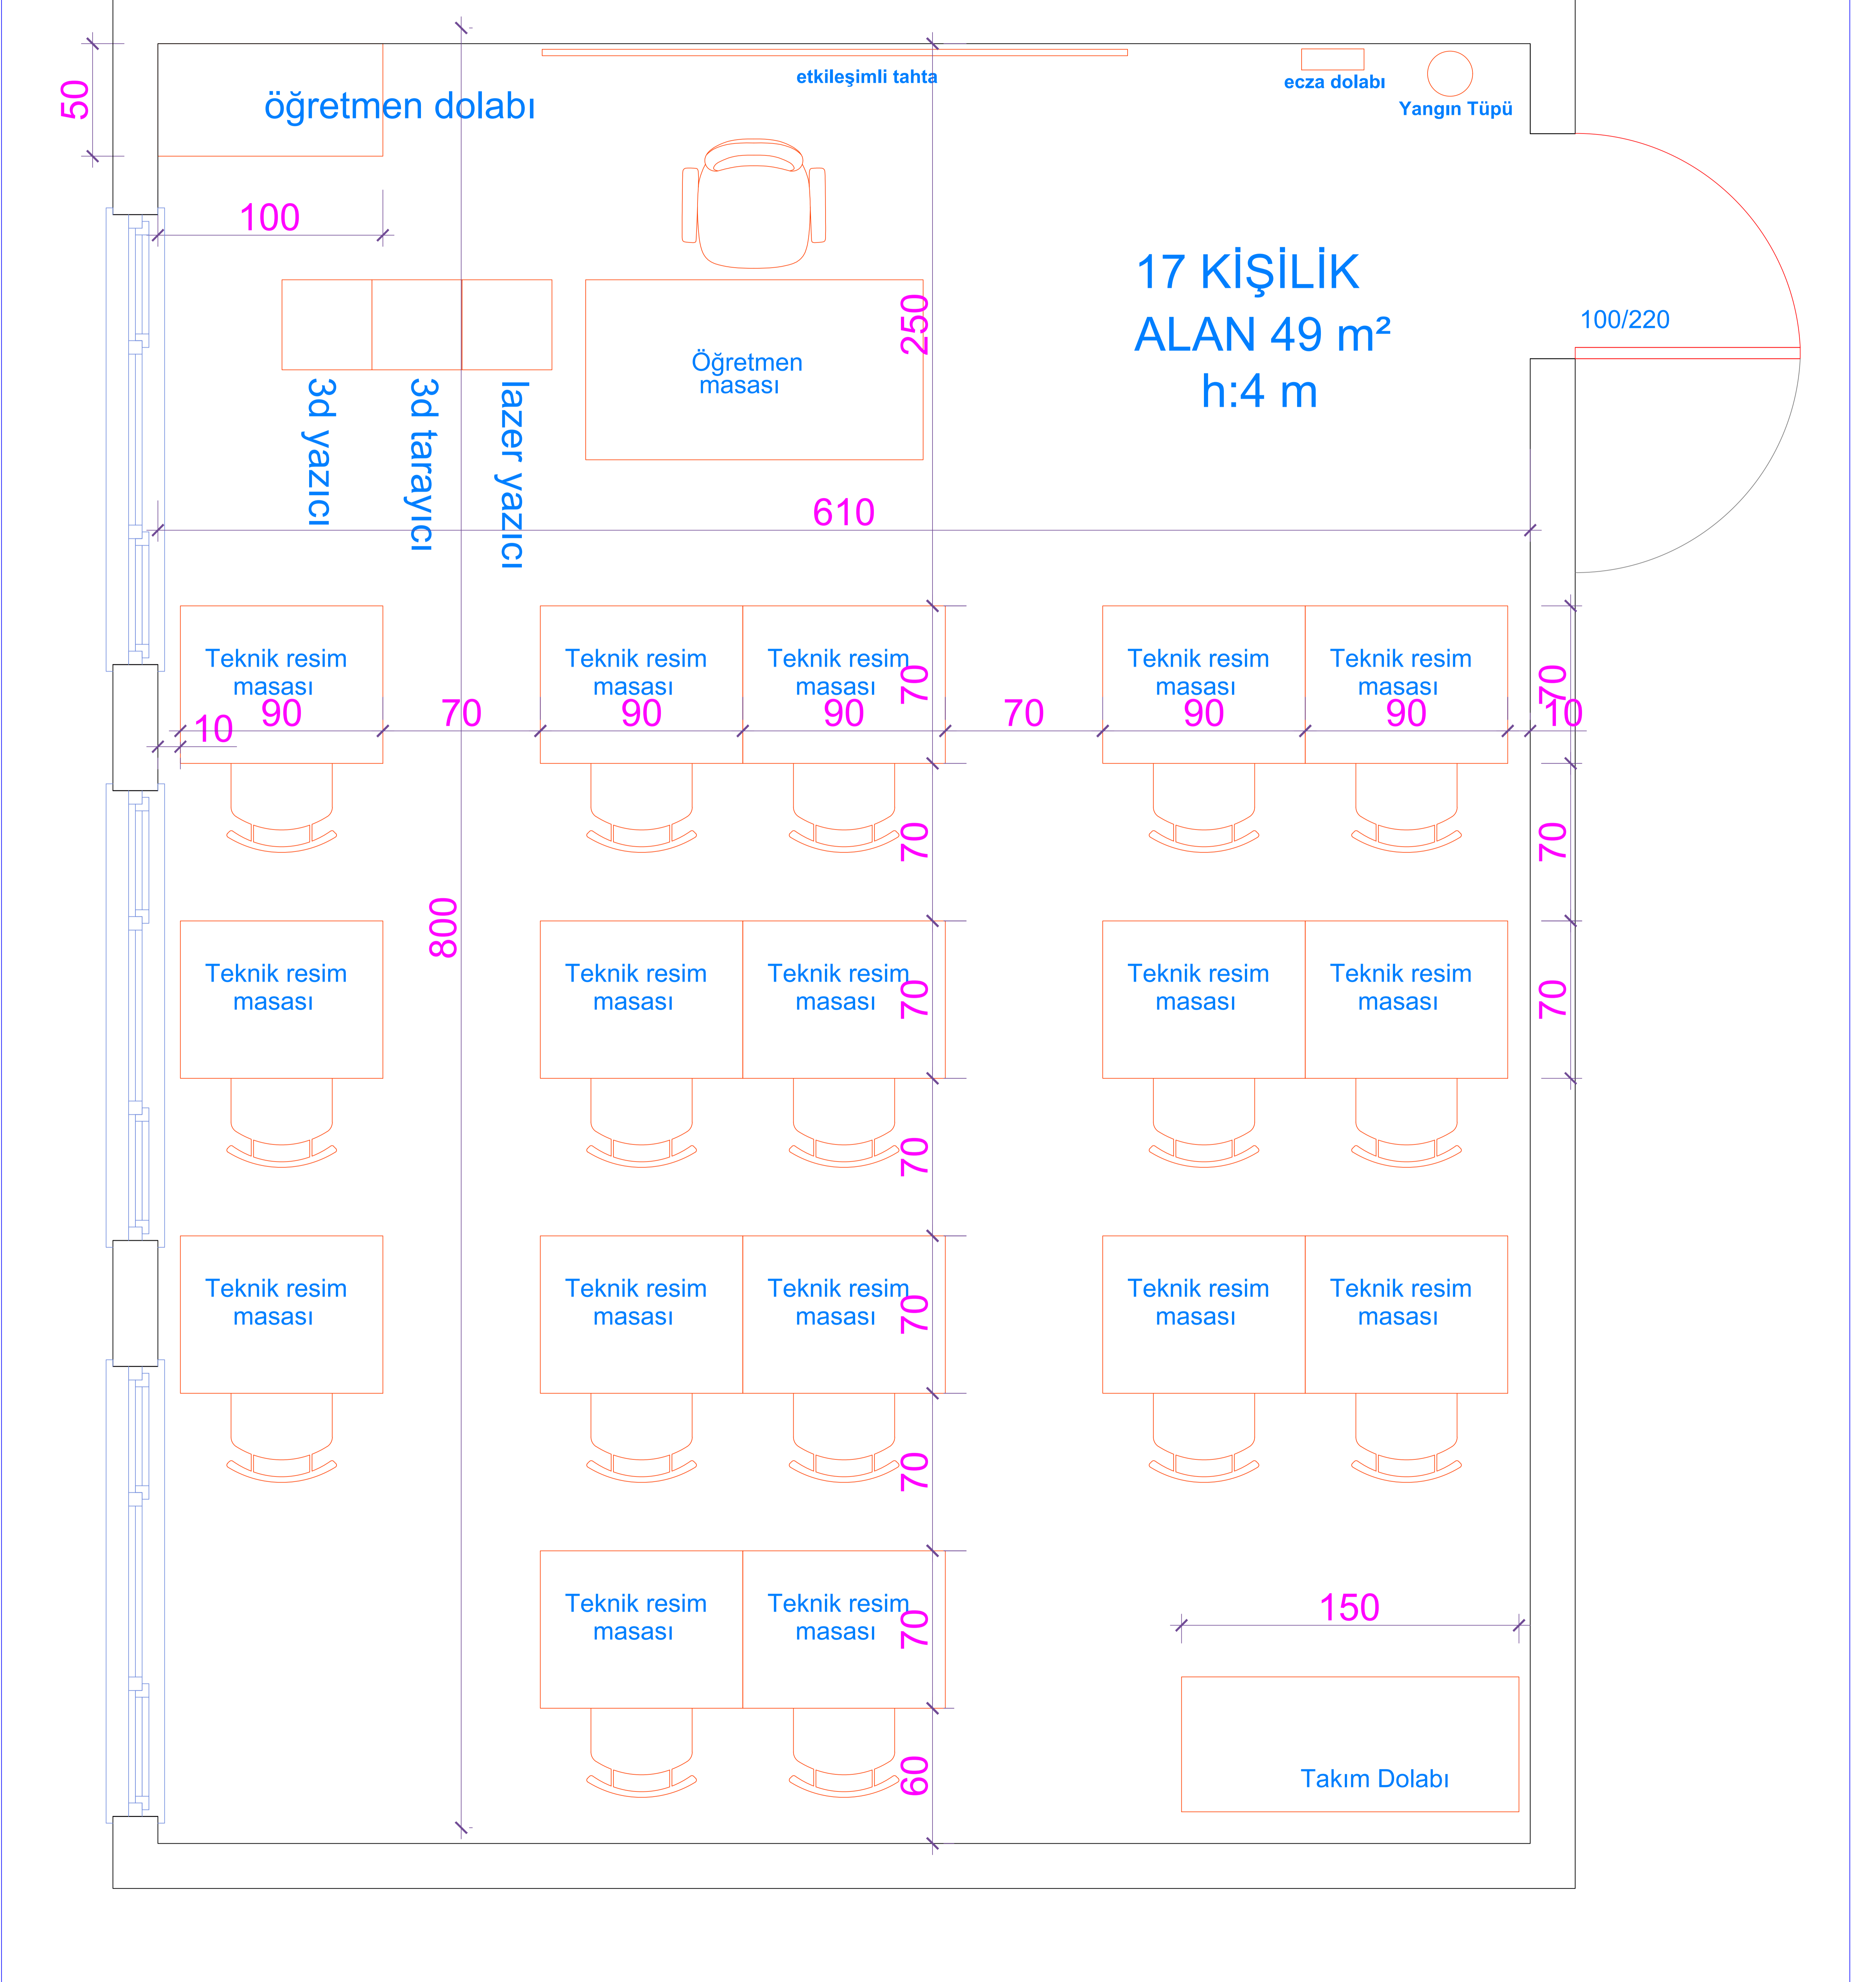 etkileşimli tahta
ecza dolabı
Yangın Tüpü
50
öğretmen dolabı
100
17 KİŞİLİK
ALAN 49 m²
h:4 m
100/220
250
Öğretmen
masası
3d yazıcı
3d tarayıcı
lazer yazıcı
610
Teknik resim
masası
Teknik resim
masası
Teknik resim
masası
Teknik resim
masası
Teknik resim
masası
70
70
10
90
70
90
90
70
90
90
10
70
70
800
Teknik resim
masası
Teknik resim
masası
Teknik resim
masası
Teknik resim
masası
Teknik resim
masası
70
70
70
Teknik resim
masası
Teknik resim
masası
Teknik resim
masası
Teknik resim
masası
Teknik resim
masası
70
70
Teknik resim
masası
Teknik resim
masası
70
150
60
Takım Dolabı